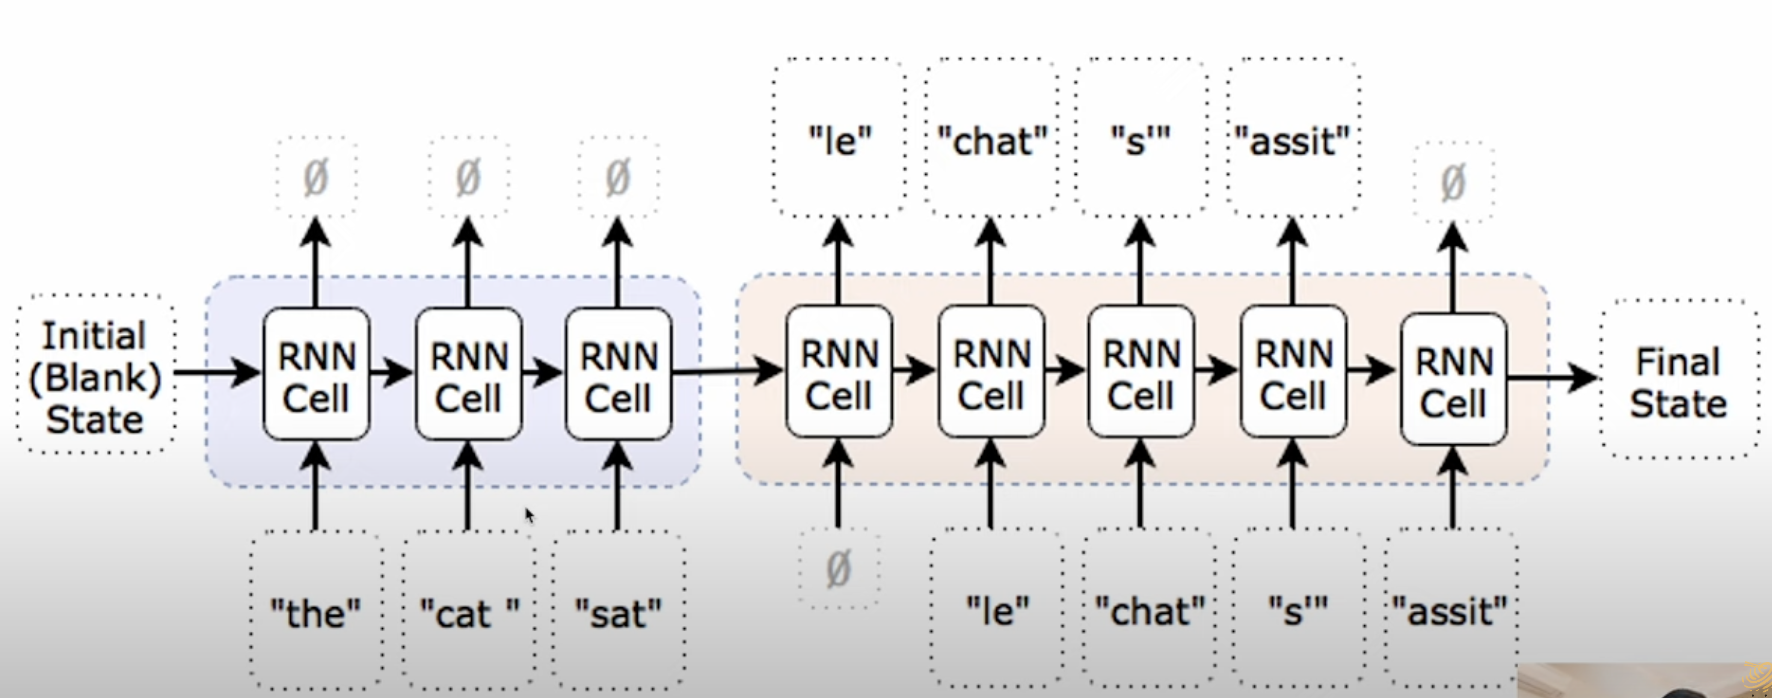 "le" "chat" "s'" "assit"
Ø Ø Ø Ø
Initial
(Blank)
State
RNN
Cell
RNN
Cell
RNN
Cell
RNN
Cell
RNN
Cell
RNN
Cell
RNN
Cell
RNN
Cell
Final
State
Ø
"the" "cat " "sat" "le" "chat" "s'" "assit"